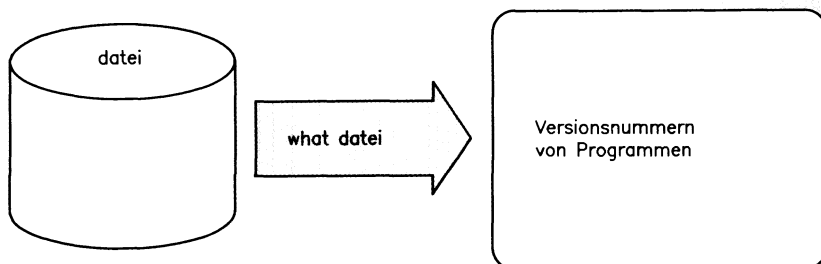 datei
what datei
Versionsnummern
von Programmen